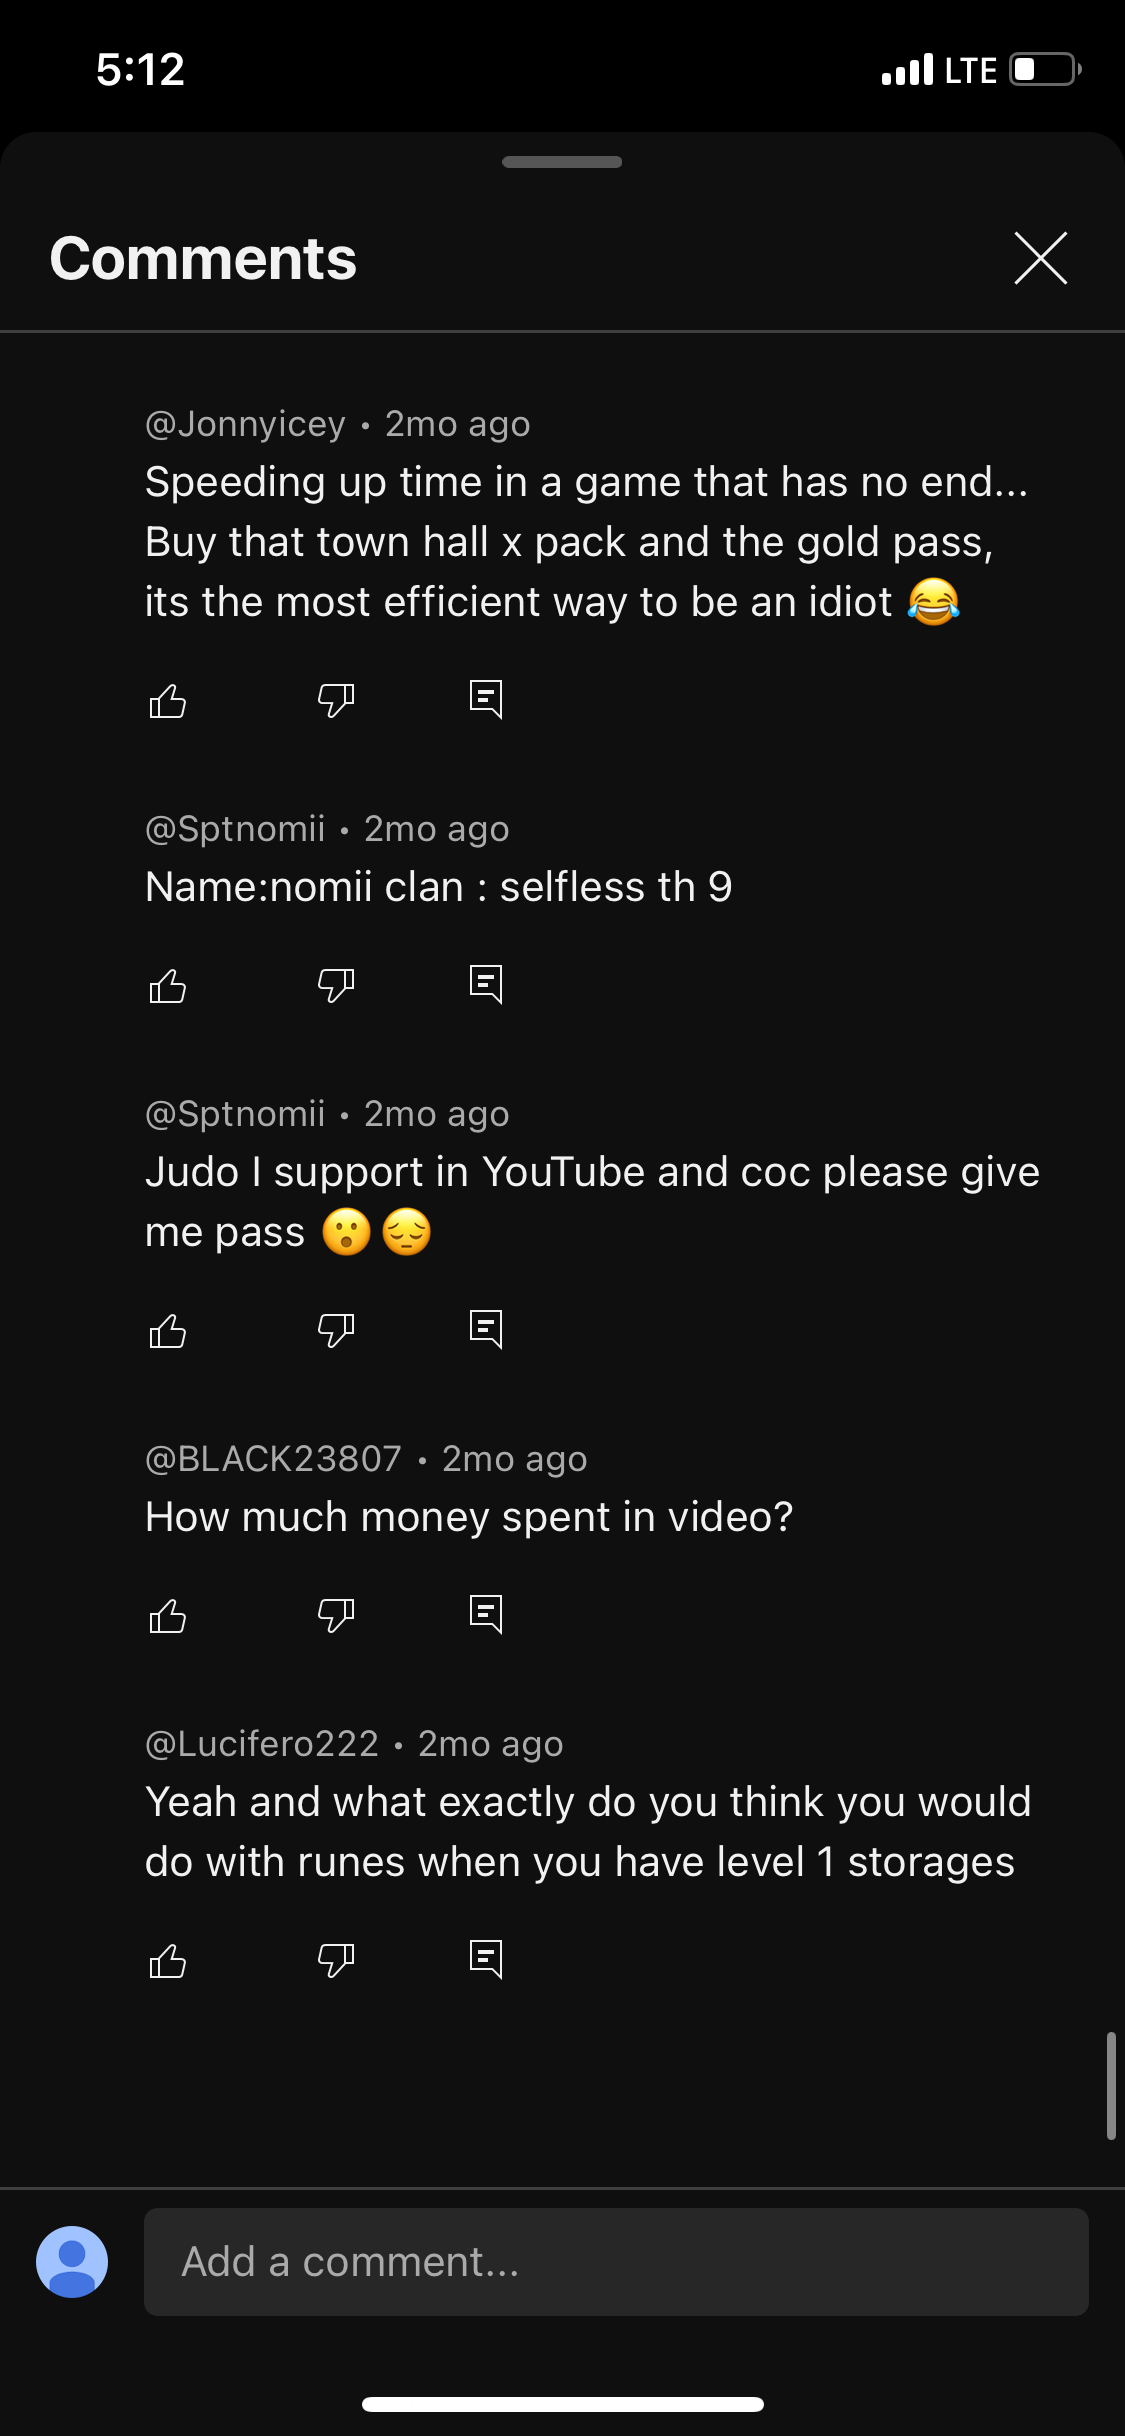 5:12 LTE
Comments
@Jonnyicey • 2mo ago
Speeding up time in a game that has no end...
Buy that town hall x pack and the gold pass,
its the most efficient way to be an idiot 😂
@Sptnomii • 2mo ago
Name:nomii clan : selfless th 9
@Sptnomii • 2mo ago
Judo I support in YouTube and coc please give
me pass 😮😔
@BLACK23807 • 2mo ago
How much money spent in video?
@Lucifero222 • 2mo ago
Yeah and what exactly do you think you would
do with runes when you have level 1 storages
Add a comment...